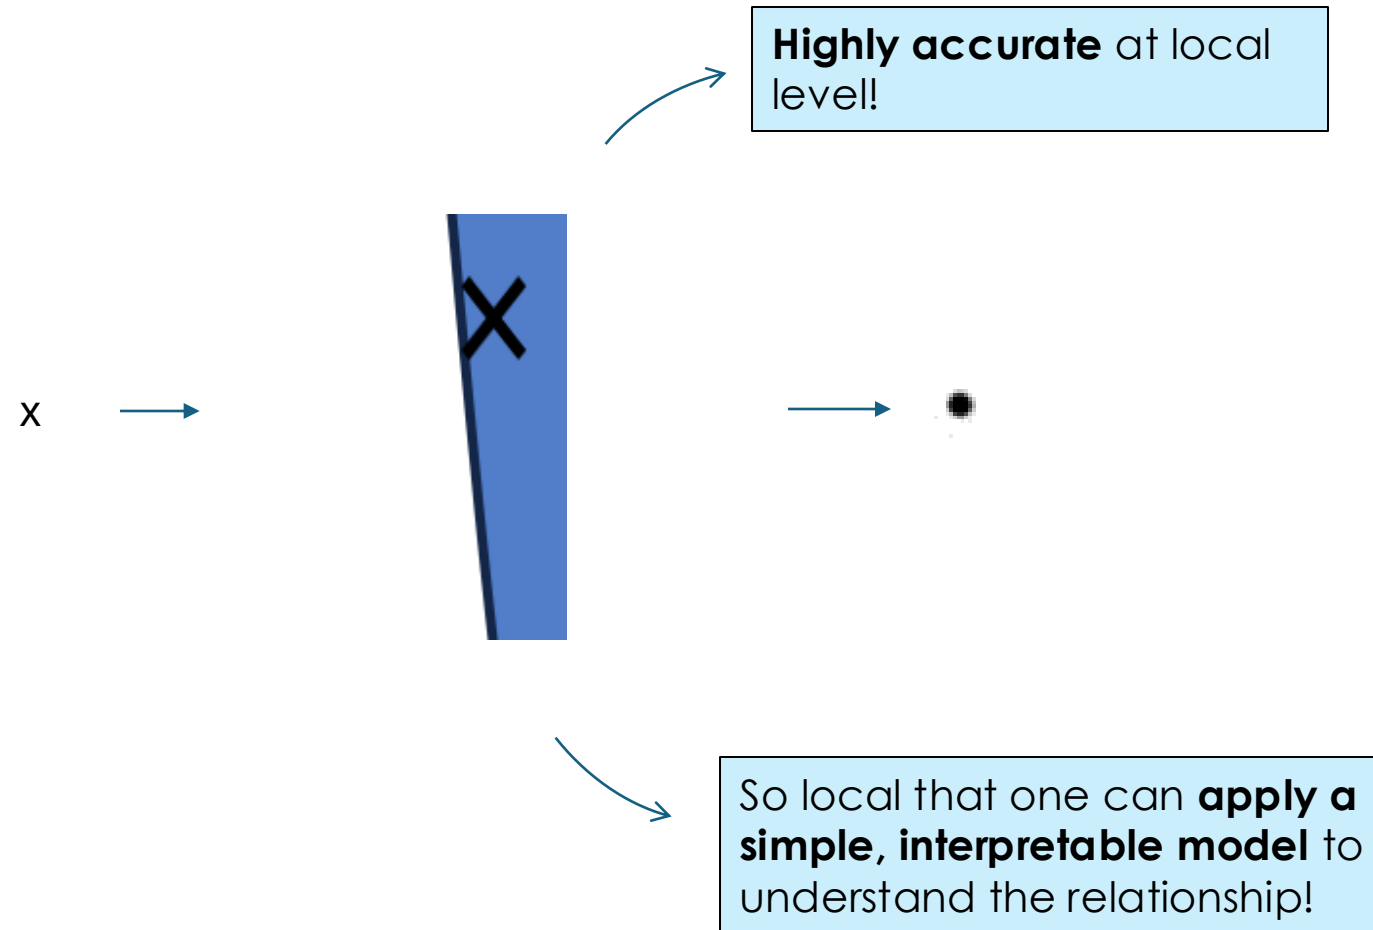 Highly accurate at local
level!
X
x
So local that one can apply a
simple, interpretable model to
understand the relationship!